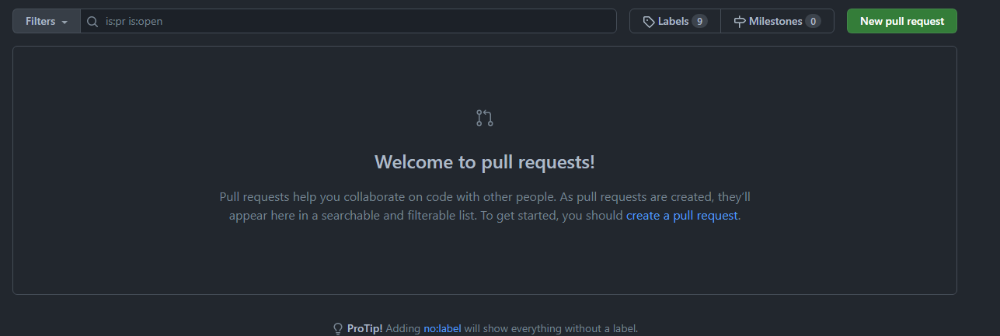 Filters is:pr is:open Labels 9 Milestones 0 New pull request
Welcome to pull requests!
Pull requests help you collaborate on code with other people. As pull requests are created, they’ll
appear here in a searchable and filterable list. To get started, you should create a pull request.
ProTip! Adding no:label will show everything without a label.